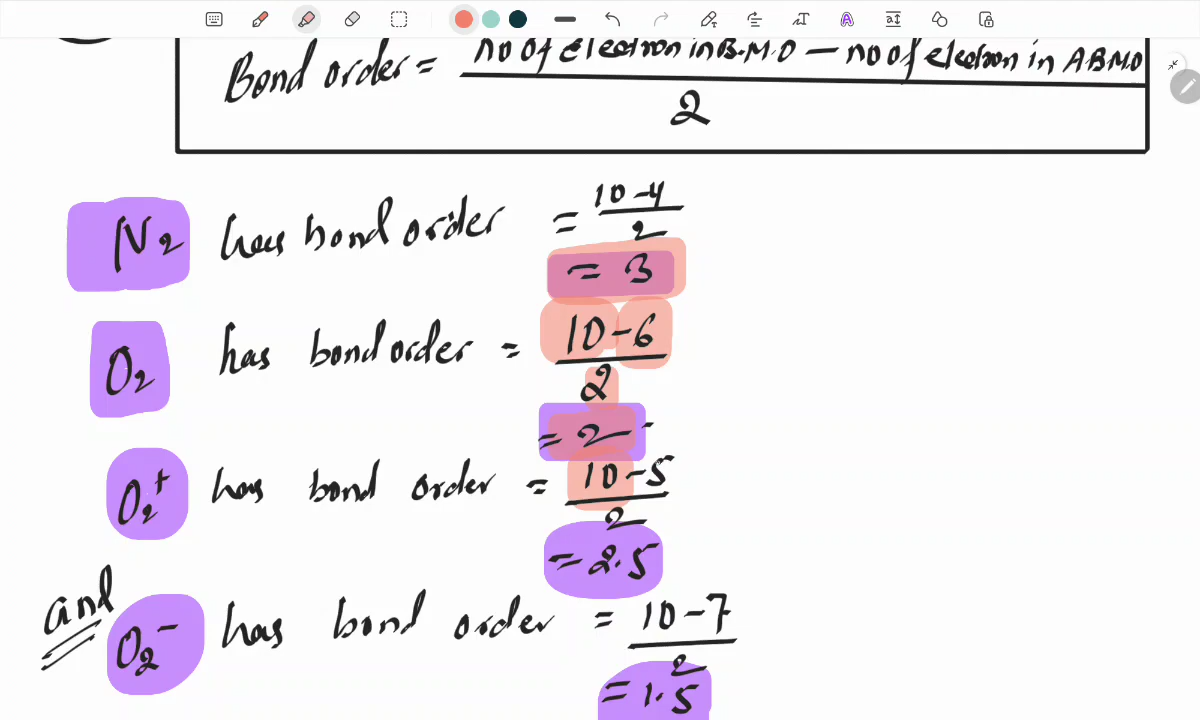 Bond order = no of electron in B.M.O – no of electron in ABMO
2
N2 has bond order = 10-4
2
= 3
O2 has bond order = 10-6
2
= 2
O2+ has bond order = 10-5
2
= 2.5
and
O2- has bond order = 10-7
2
= 1.5